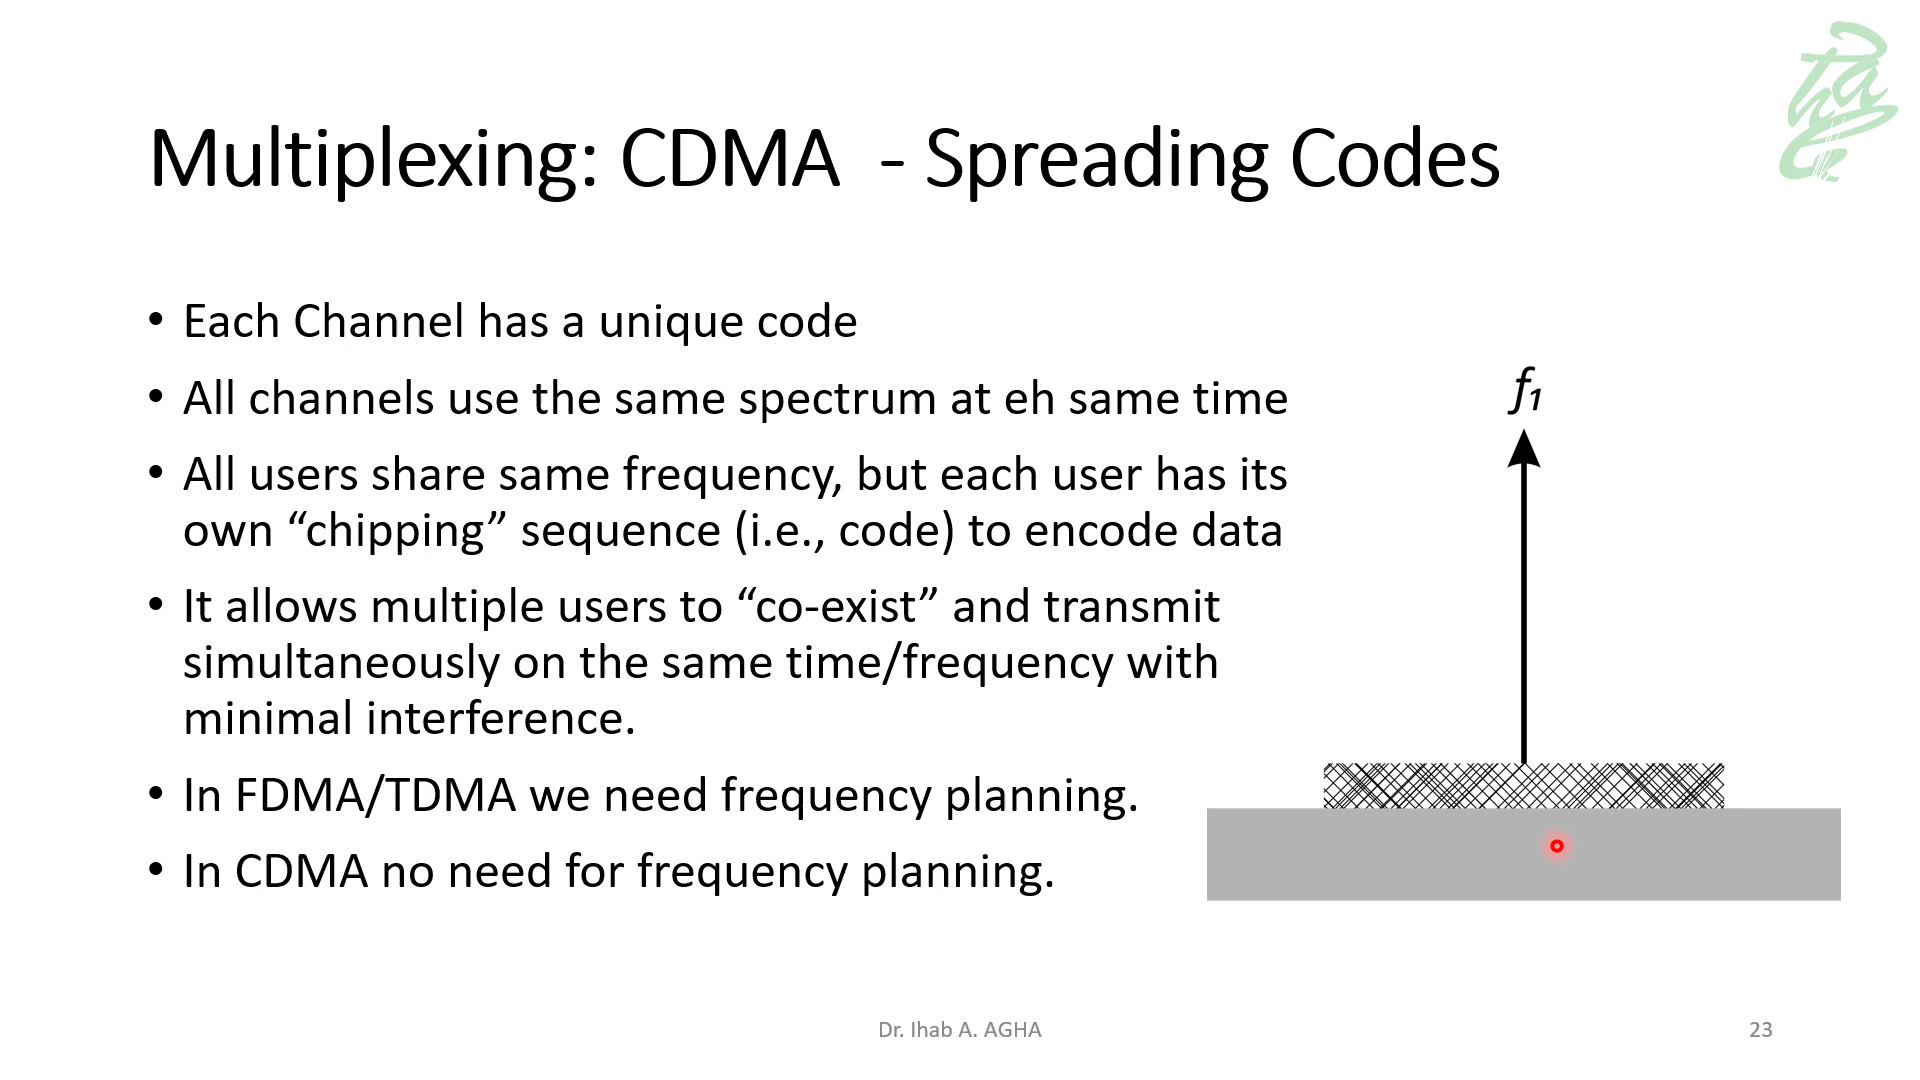 Multiplexing: CDMA - Spreading Codes
• Each Channel has a unique code
• All channels use the same spectrum at eh same time
• All users share same frequency, but each user has its
own “chipping” sequence (i.e., code) to encode data
• It allows multiple users to “co-exist” and transmit
simultaneously on the same time/frequency with
minimal interference.
• In FDMA/TDMA we need frequency planning.
• In CDMA no need for frequency planning.
f₁
Dr. Ihab A. AGHA
23